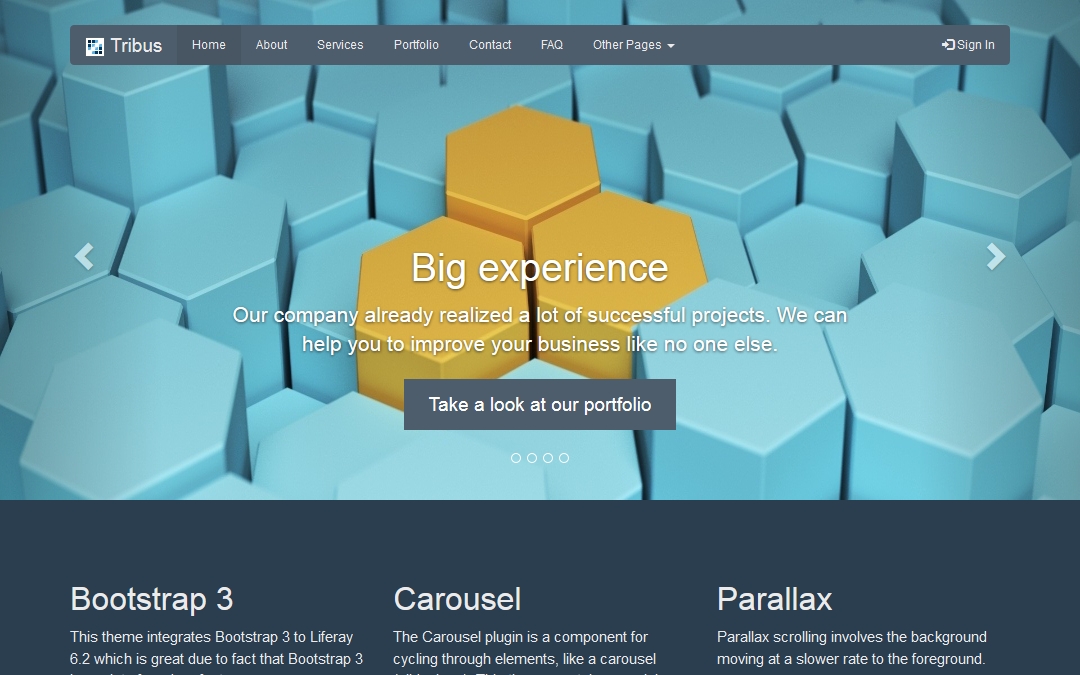 Tribus Home About Services Portfolio Contact FAQ Other Pages Sign In
Big experience
Our company already realized a lot of successful projects. We can
help you to improve your business like no one else.
Take a look at our portfolio
Bootstrap 3
This theme integrates Bootstrap 3 to Liferay
6.2 which is great due to fact that Bootstrap 3
Carousel
The Carousel plugin is a component for
cycling through elements, like a carousel
Parallax
Parallax scrolling involves the background
moving at a slower rate to the foreground.